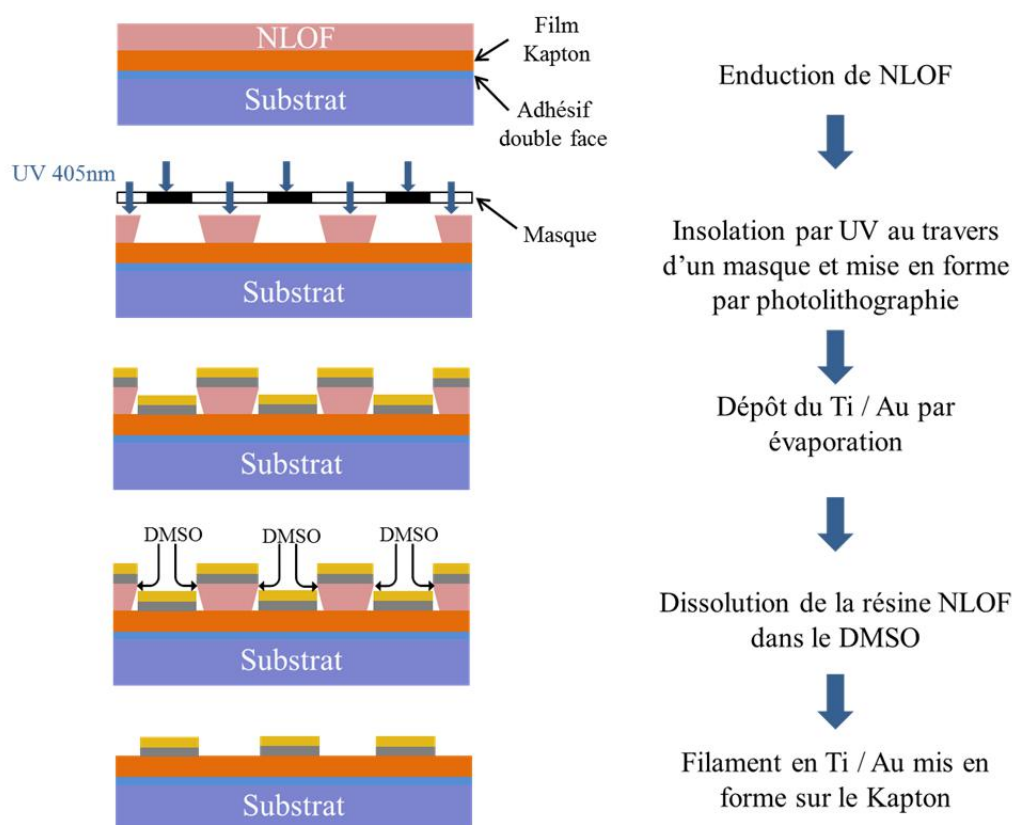 NLOF
Film
Kapton
Substrat
Adhésif
double face
Enduction de NLOF
UV 405nm
Masque
Substrat
Insolation par UV au travers
d'un masque et mise en forme
par photolithographie
Substrat
Dépôt du Ti / Au par
évaporation
DMSO
DMSO
DMSO
Substrat
Dissolution de la résine NLOF
dans le DMSO
Substrat
Filament en Ti / Au mis en
forme sur le Kapton